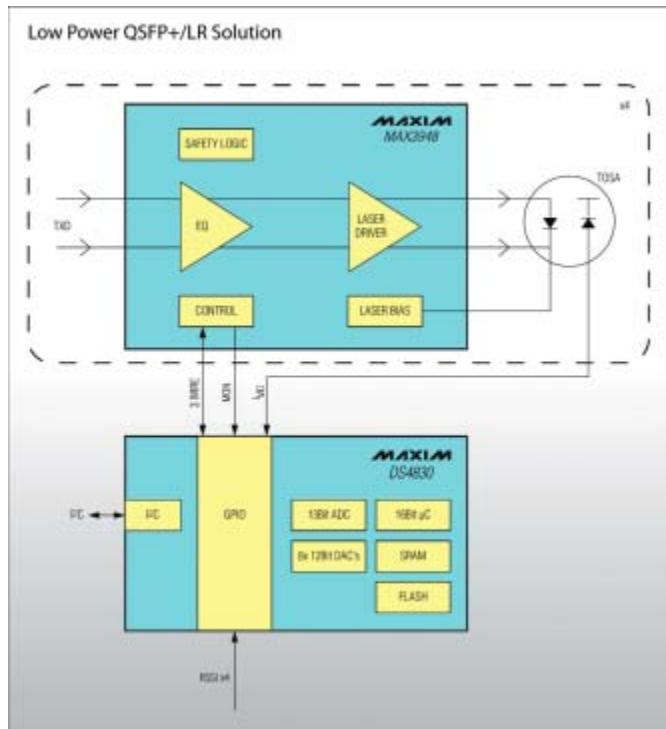 Low Power QSFP+/LR Solution
x4
MAXIM
MAX3948
SAFETY LOGIC
TOSA
TXD
EQ
LASER
DRIVER
CONTROL
LASER BIAS
3 WIRE
MON
IMD
MAXIM
DS4830
I²C
I²C
GPIO
13Bit ADC
16Bit µC
8x 12Bit DAC's
SRAM
FLASH
RSSI x4